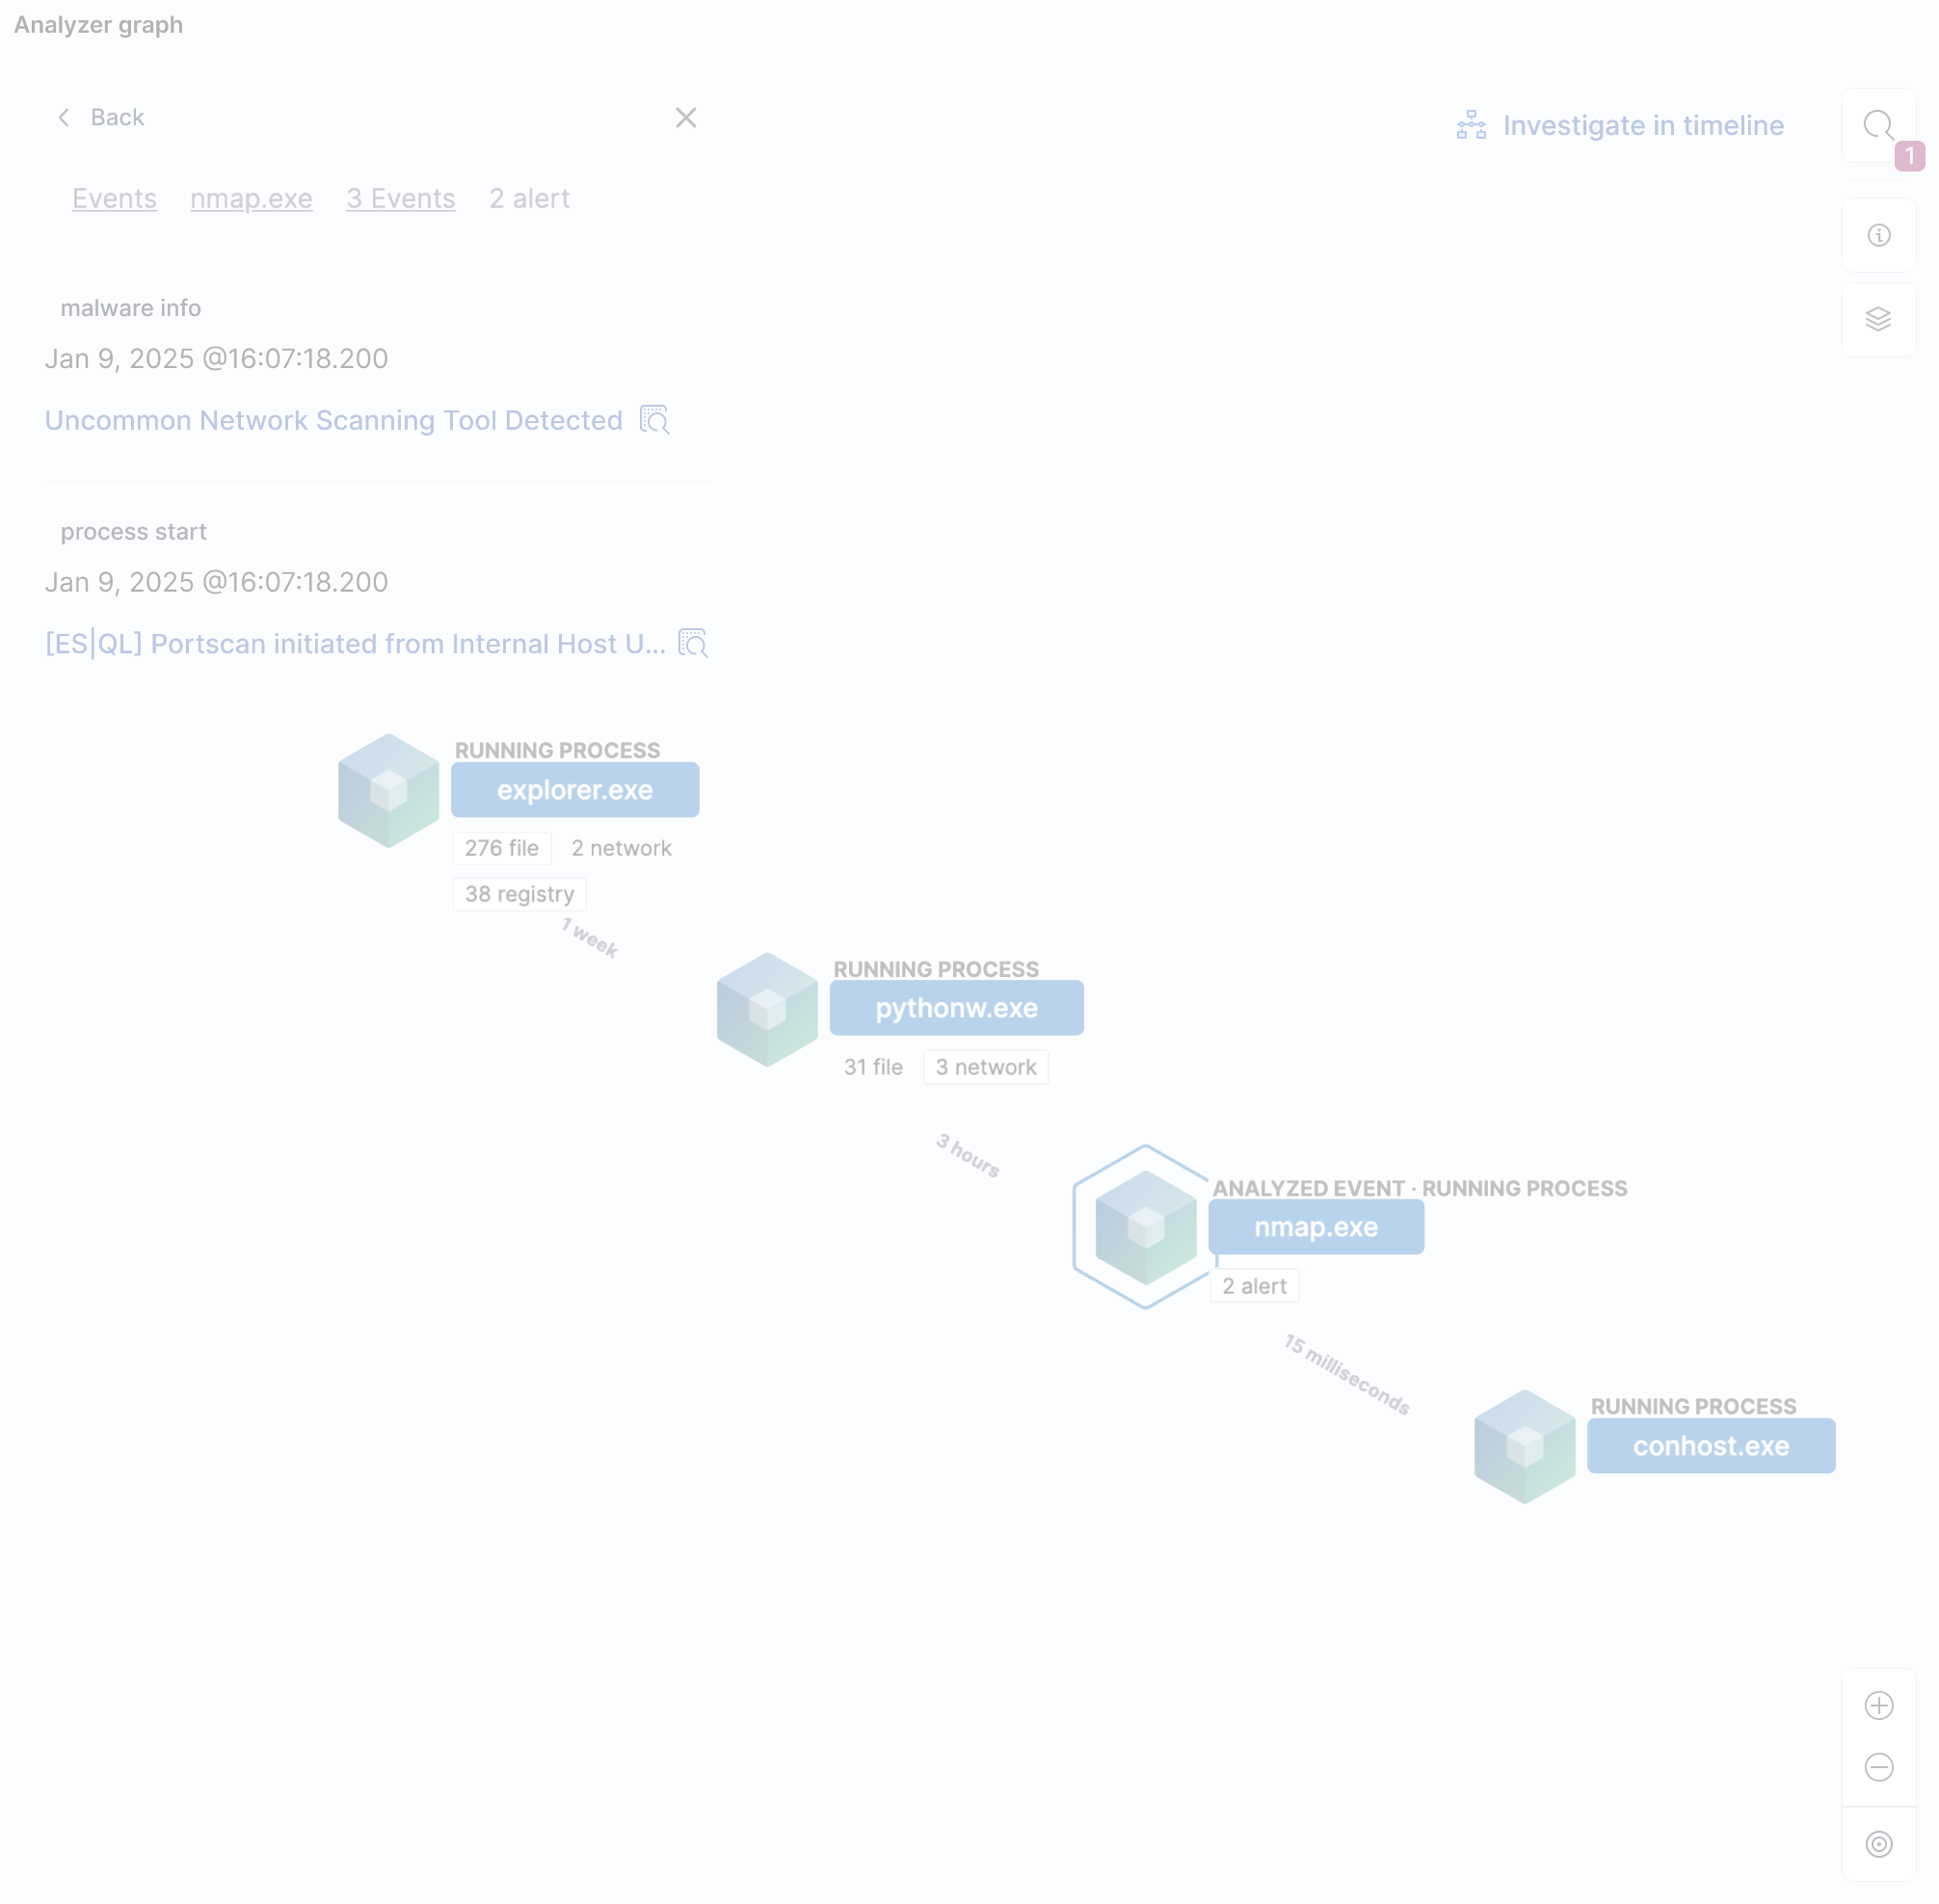 Analyzer graph
Back
Investigate in timeline
1
Events nmap.exe 3 Events 2 alert
malware info
Jan 9, 2025 @16:07:18.200
Uncommon Network Scanning Tool Detected
process start
Jan 9, 2025 @16:07:18.200
[ES|QL] Portscan initiated from Internal Host U...
RUNNING PROCESS
explorer.exe
276 file 2 network
38 registry
1 week
RUNNING PROCESS
pythonw.exe
31 file 3 network
3 hours
ANALYZED EVENT · RUNNING PROCESS
nmap.exe
2 alert
15 milliseconds
RUNNING PROCESS
conhost.exe